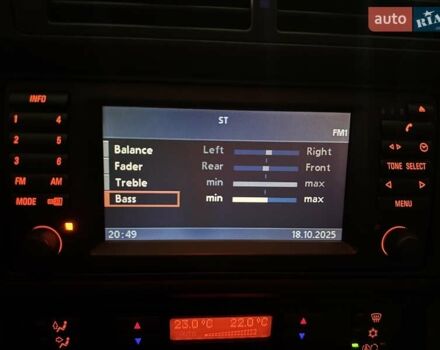 auto RIA
INFO
ST
FM1
1 4
2 5
3 6
FM AM
MODE
Balance Left Right
Fader Rear Front
Treble min max
Bass min max
TONE SELECT
MENU
20:49 18.10.2025
23.0 °C 22.0 °C